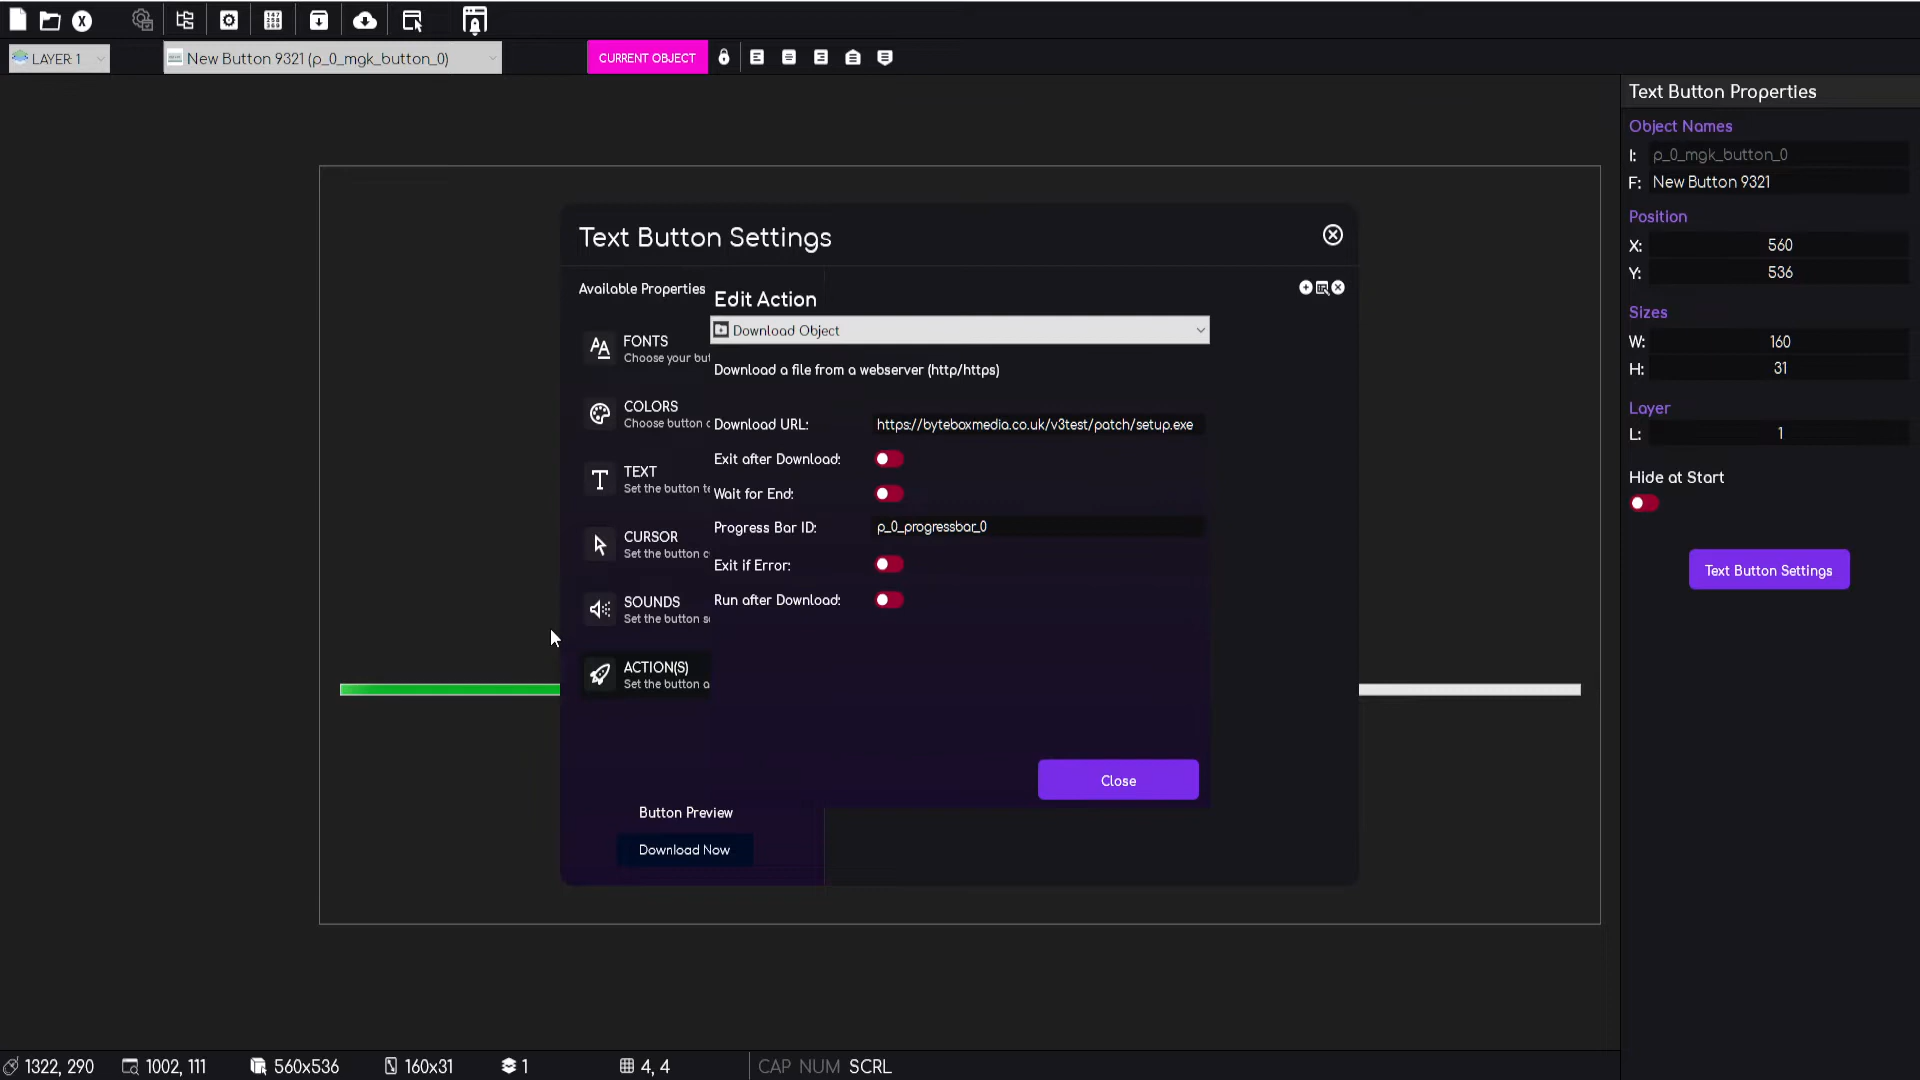 LAYER 1
New Button 9321 (p_0_mgk_button_0)
CURRENT OBJECT
Text Button Properties
Object Names
I: p_0_mgk_button_0
F: New Button 9321
Position
X: 560
Y: 536
Sizes
W: 160
H: 31
Layer
L: 1
Hide at Start
Text Button Settings
Text Button Settings
Available Properties
FONTS
Choose your but
COLORS
Choose button c
TEXT
Set the button te
CURSOR
Set the button c
SOUNDS
Set the button s
ACTION(S)
Set the button a
Button Preview
Download Now
Edit Action
Download Object
Download a file from a webserver (http/https)
Download URL: https://byteboxmedia.co.uk/v3test/patch/setup.exe
Exit after Download:
Wait for End:
Progress Bar ID: p_0_progressbar_0
Exit if Error:
Run after Download:
Close
1322, 290 1002, 111 560x536 160x31 1 4, 4 CAP NUM SCRL